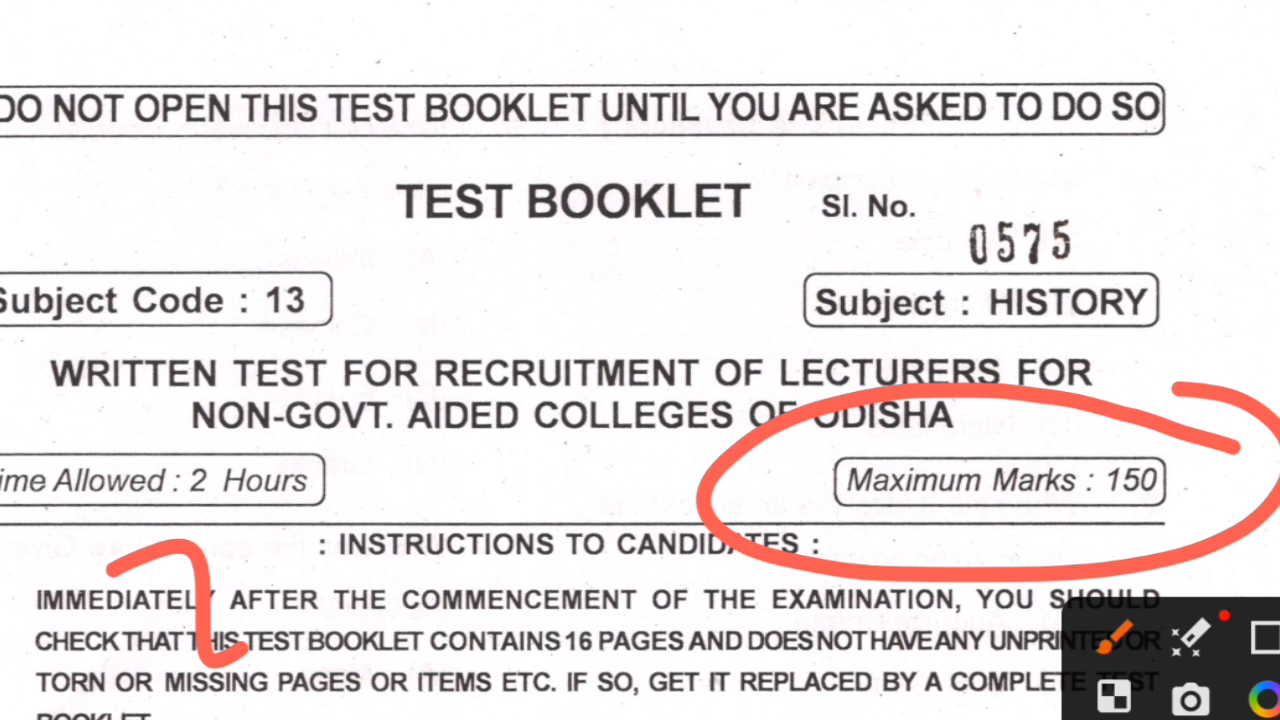 DO NOT OPEN THIS TEST BOOKLET UNTIL YOU ARE ASKED TO DO SO
TEST BOOKLET
Sl. No.
0575
Subject Code : 13
Subject : HISTORY
WRITTEN TEST FOR RECRUITMENT OF LECTURERS FOR
NON-GOVT. AIDED COLLEGES OF ODISHA
ime Allowed : 2 Hours
Maximum Marks : 150
: INSTRUCTIONS TO CANDIDATES :
IMMEDIATELY AFTER THE COMMENCEMENT OF THE EXAMINATION, YOU SHOULD
CHECK THAT THIS TEST BOOKLET CONTAINS 16 PAGES AND DOES NOT HAVE ANY UNPRINTED OR
TORN OR MISSING PAGES OR ITEMS ETC. IF SO, GET IT REPLACED BY A COMPLETE TEST
BOOKLET